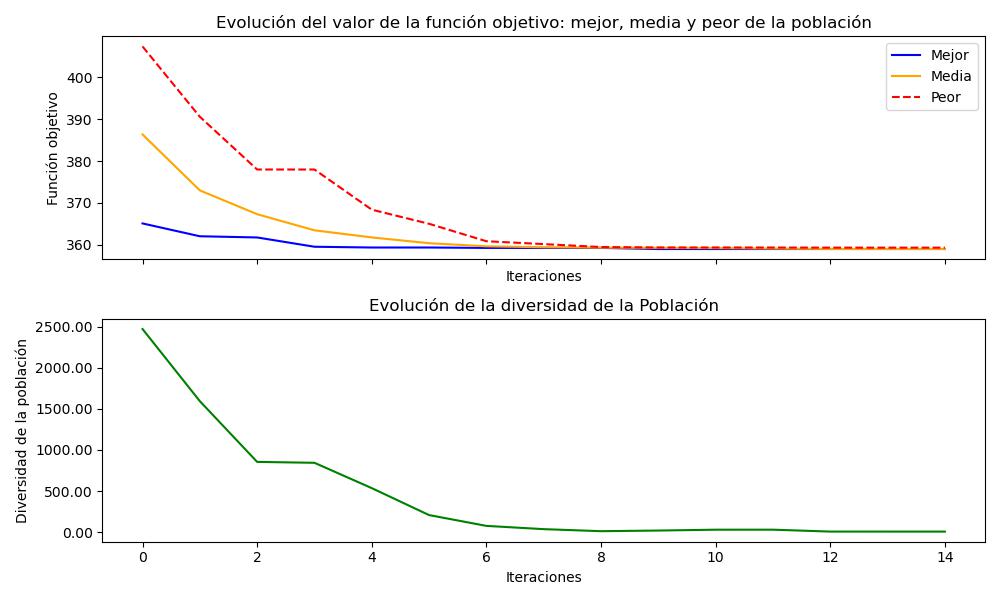 Evolución del valor de la función objetivo: mejor, media y peor de la población
Función objetivo
400
390
380
370
360
Mejor
Media
Peor
Iteraciones
Evolución de la diversidad de la Población
Diversidad de la población
2500.00
2000.00
1500.00
1000.00
500.00
0.00
0 2 4 6 8 10 12 14
Iteraciones